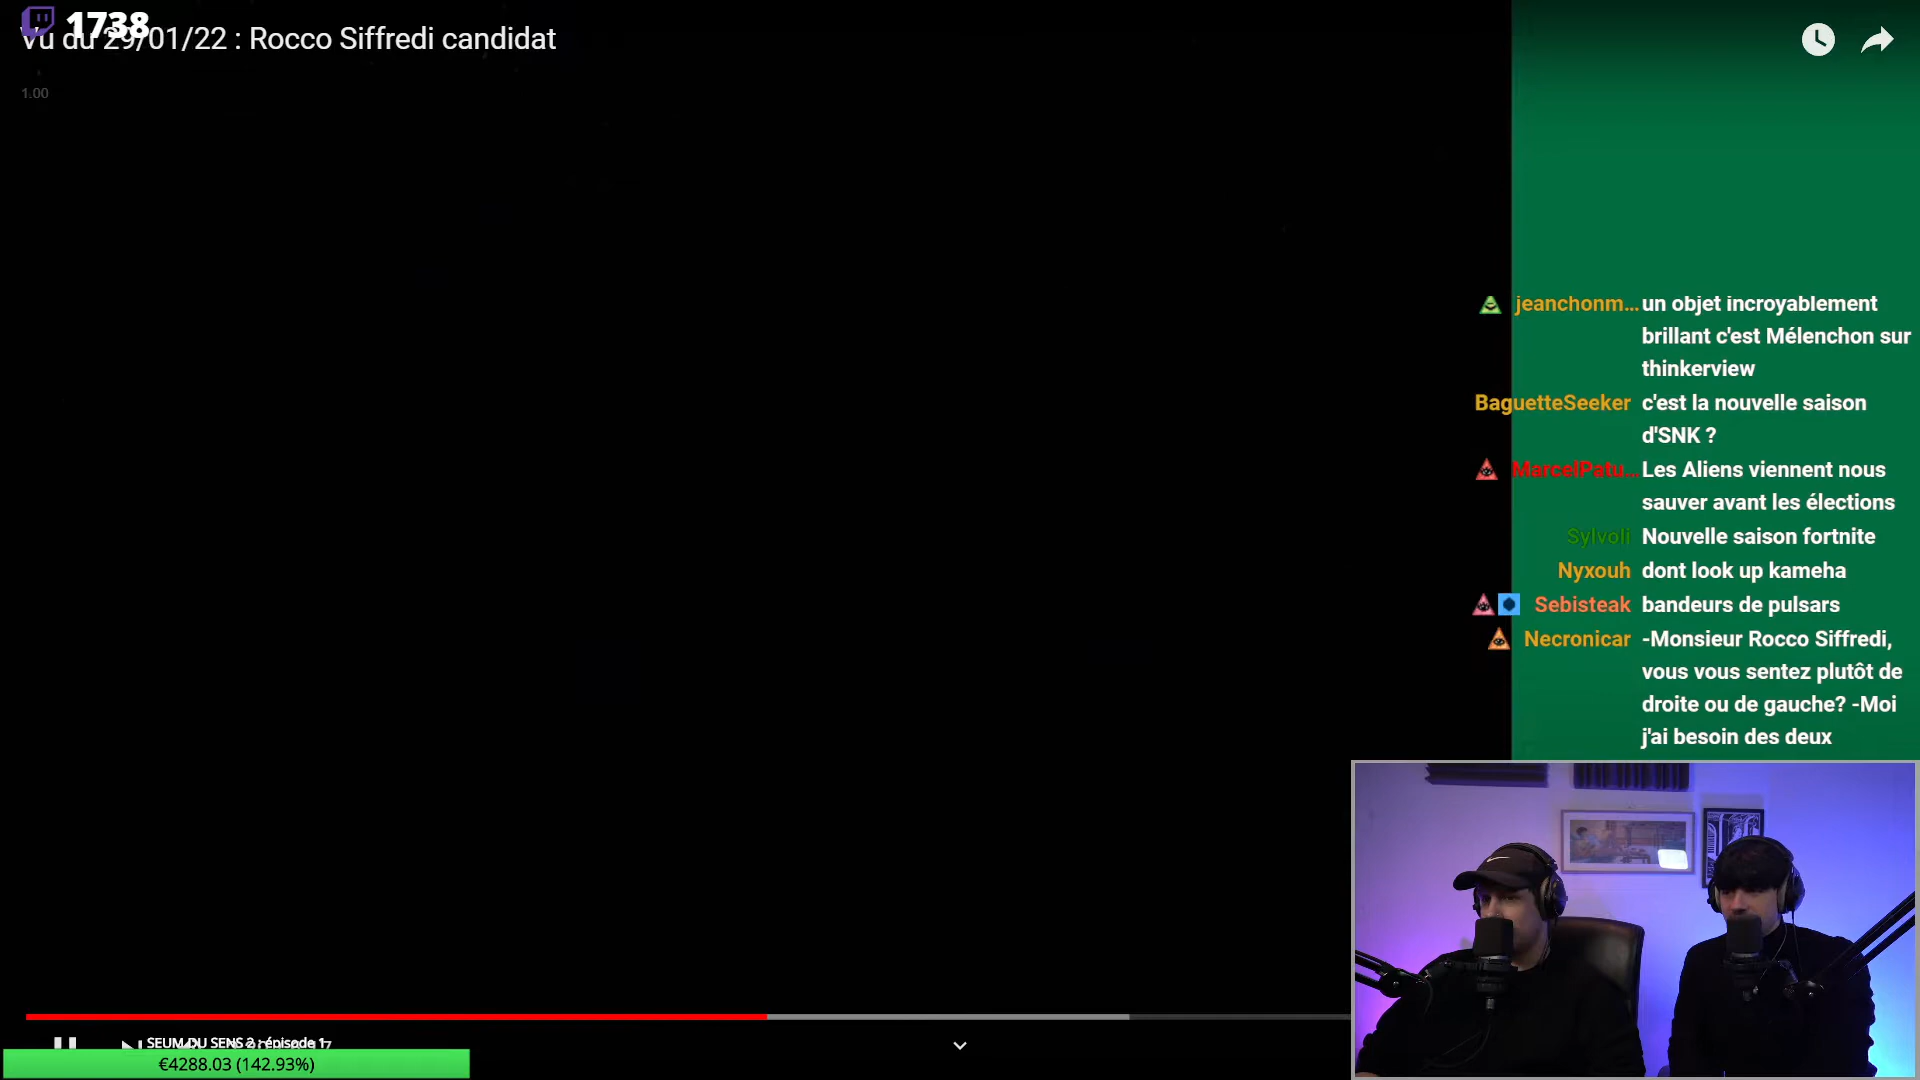 1738
Vu du 29/01/22 : Rocco Siffredi candidat
1.00
jeanchonm... un objet incroyablement
brillant c'est Mélenchon sur
thinkerview
BaguetteSeeker c'est la nouvelle saison
d'SNK ?
MarcelPatu... Les Aliens viennent nous
sauver avant les élections
Sylvoli Nouvelle saison fortnite
Nyxouh dont look up kameha
Sebisteak bandeurs de pulsars
Necronicar -Monsieur Rocco Siffredi,
vous vous sentez plutôt de
droite ou de gauche? -Moi
j'ai besoin des deux
SEUM DU SENS 2 : épisode 1
€4288.03 (142.93%)